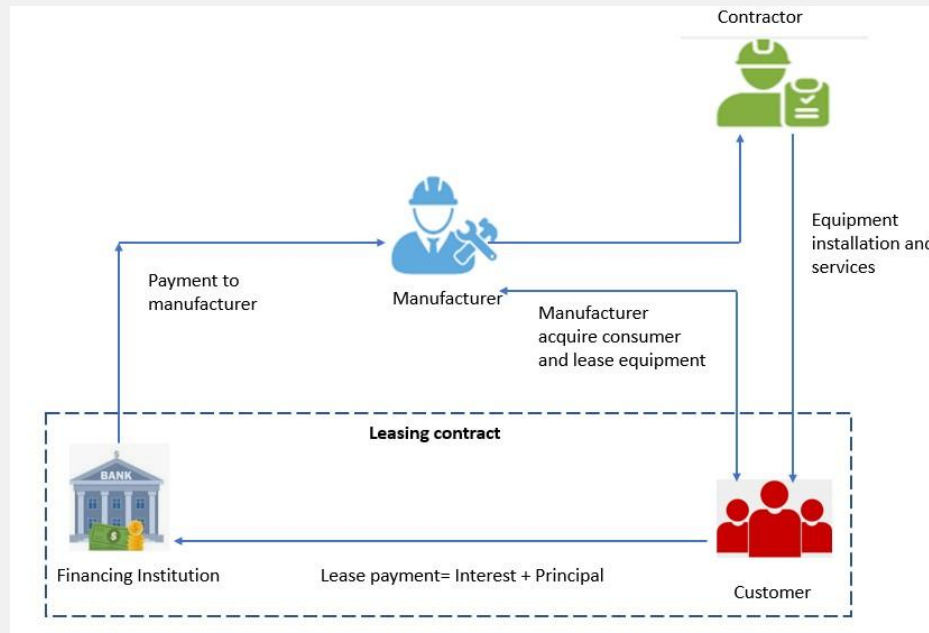 Contractor
Equipment
installation and
services
Payment to
manufacturer
Manufacturer
Manufacturer
acquire consumer
and lease equipment
Leasing contract
BANK
$
$
Financing Institution
Lease payment= Interest + Principal
Customer